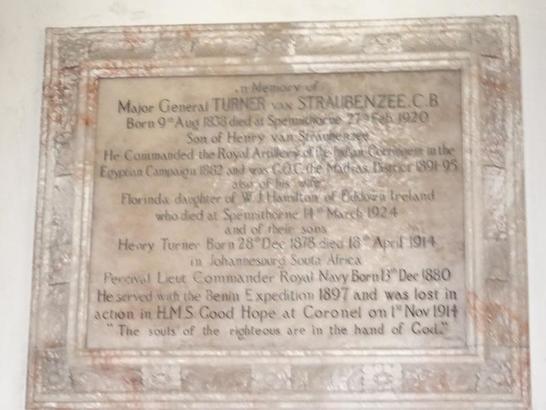 In Memory of
Major General TURNER van STRAUBENZEE. C.B
Born 9th Aug 1838 died at Spennithorne 27th Feb 1920
Son of Henry van Straubenzee
He Commanded the Royal Artillery of the Indian Contingent in the
Egyptian Campaign 1882 and was G.O.C. the Madras District 1891-95
also of his wife
Florinda daughter of W. J. Hamilton of Ireland
who died at Spennithorne 14th March 1924
and of their sons
Henry Turner Born 28th Dec 1878 died 18th April 1914
in Johannesburg South Africa
Percival Lieut Commander Royal Navy Born 13th Dec 1880
He served with the Benin Expedition 1897 and was lost in
action in H.M.S. Good Hope at Coronel on 1st Nov 1914
"The souls of the righteous are in the hand of God."